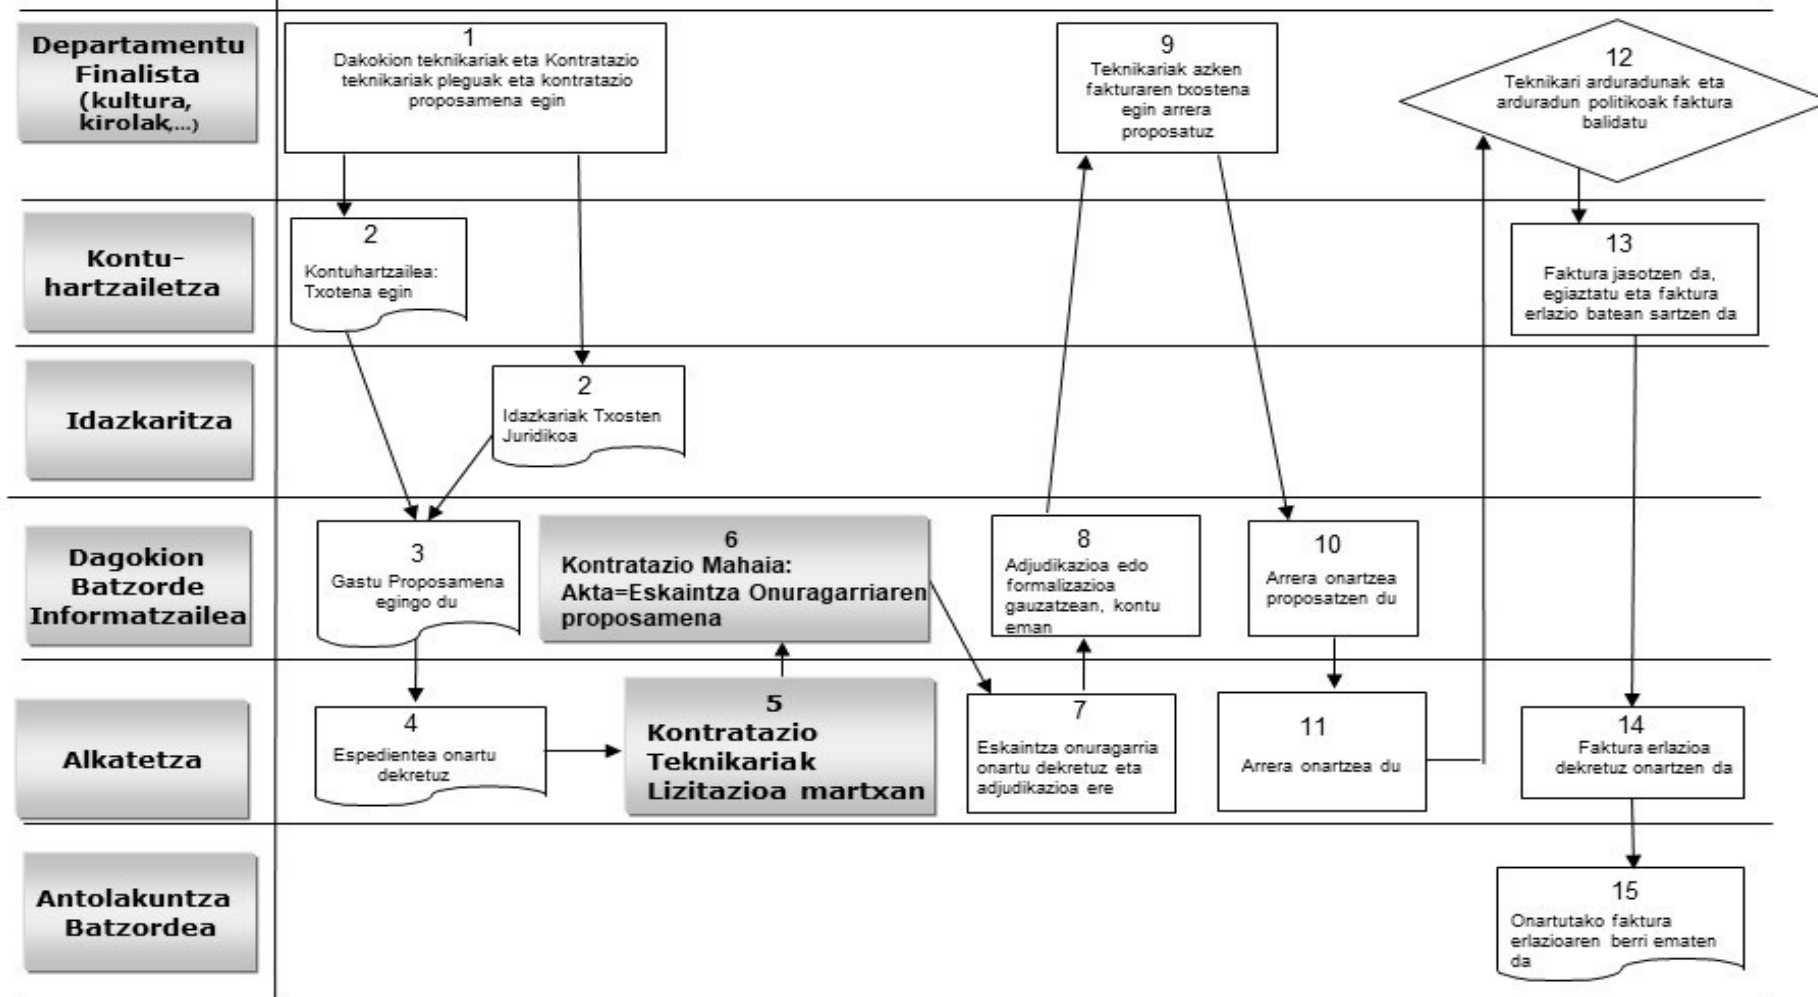 Departamentu
Finalista
(kultura,
kirolak,...)
1
Dakokion teknikariak eta Kontratazio
teknikariak pleguak eta kontratazio
proposamena egin
9
Teknikariak azken
fakturaren txostena
egin arrera
proposatuz
12
Teknikari arduradunak eta
arduradun politikoak faktura
balidatu
Kontu-
hartzailetza
2
Kontuhartzailea:
Txotena egin
13
Faktura jasotzen da,
egiaztatu eta faktura
erlazio batean sartzen da
Idazkaritza
2
Idazkariak Txosten
Juridikoa
Dagokion
Batzorde
Informatzailea
3
Gastu Proposamena
egingo du
6
Kontratazio Mahaia:
Akta=Eskaintza Onuragarriaren
proposamena
8
Adjudikazioa edo
formalizazioa
gauzatzean, kontu
eman
10
Arrera onartzea
proposatzen du
Alkatetza
4
Espedientea onartu
dekretuz
5
Kontratazio
Teknikariak
Lizitazioa martxan
7
Eskaintza onuragarria
onartu dekretuz eta
adjudikazioa ere
11
Arrera onartzea du
14
Faktura erlazioa
dekretuz onartzen da
Antolakuntza
Batzordea
15
Onartutako faktura
erlazioaren berri ematen
da